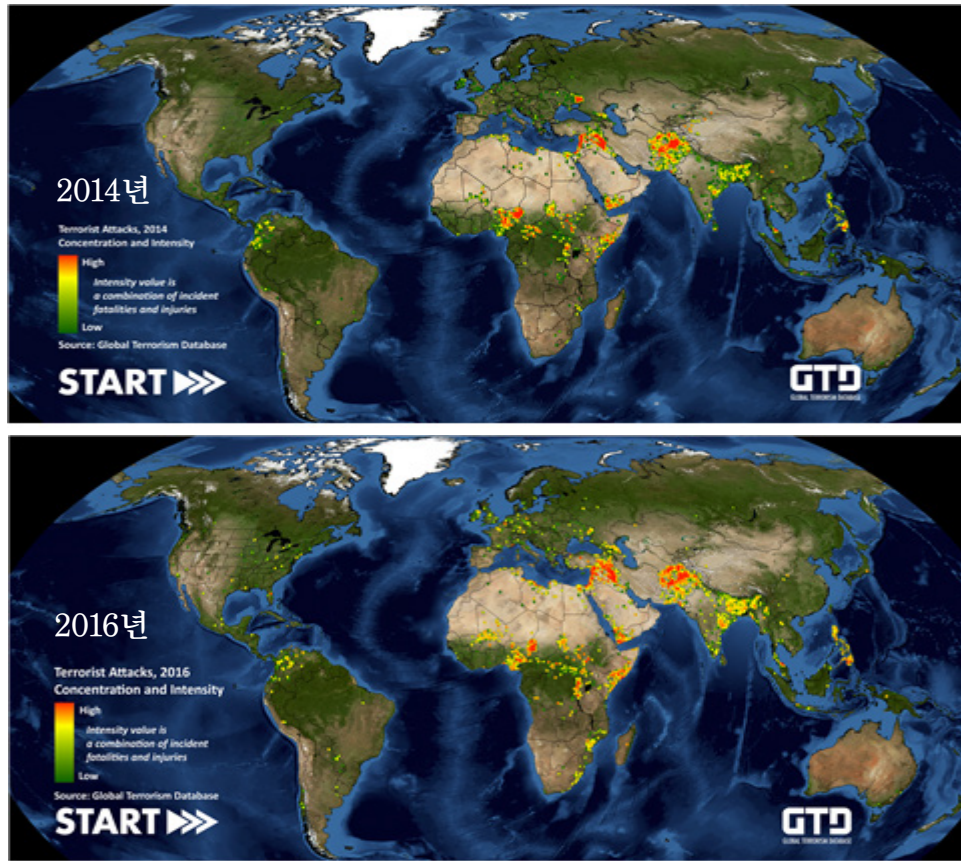 2014년
Terrorist Attacks, 2014
Concentration and Intensity
High
Intensity value is
a combination of incident
fatalities and injuries
Low
Source: Global Terrorism Database
START
GTD
GLOBAL TERRORISM DATABASE
2016년
Terrorist Attacks, 2016
Concentration and Intensity
High
Intensity value is
a combination of incident
fatalities and injuries
Low
Source: Global Terrorism Database
START
GTD
GLOBAL TERRORISM DATABASE